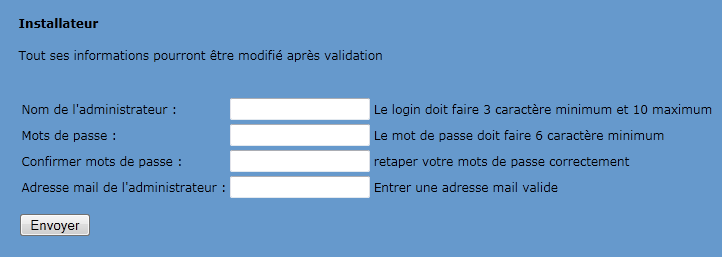 Installateur
Tout ses informations pourront être modifié après validation
Nom de l'administrateur : Le login doit faire 3 caractère minimum et 10 maximum
Mots de passe : Le mot de passe doit faire 6 caractère minimum
Confirmer mots de passe : retaper votre mots de passe correctement
Adresse mail de l'administrateur : Entrer une adresse mail valide
Envoyer